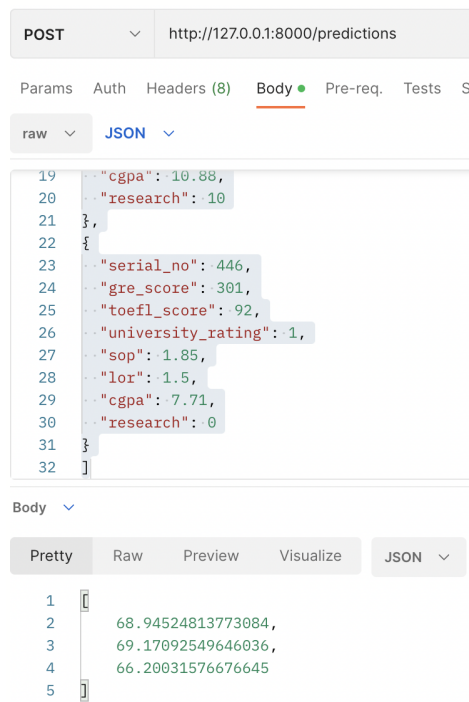 POST http://127.0.0.1:8000/predictions
Params Auth Headers (8) Body Pre-req. Tests S
raw JSON
19 "cgpa": 10.88,
20 "research": 10
21 },
22 {
23 "serial_no": 446,
24 "gre_score": 301,
25 "toefl_score": 92,
26 "university_rating": 1,
27 "sop": 1.85,
28 "lor": 1.5,
29 "cgpa": 7.71,
30 "research": 0
31 }
32 ]
Body
Pretty Raw Preview Visualize JSON
1 [
2 68.94524813773084,
3 69.17092549646036,
4 66.20031576676645
5 ]